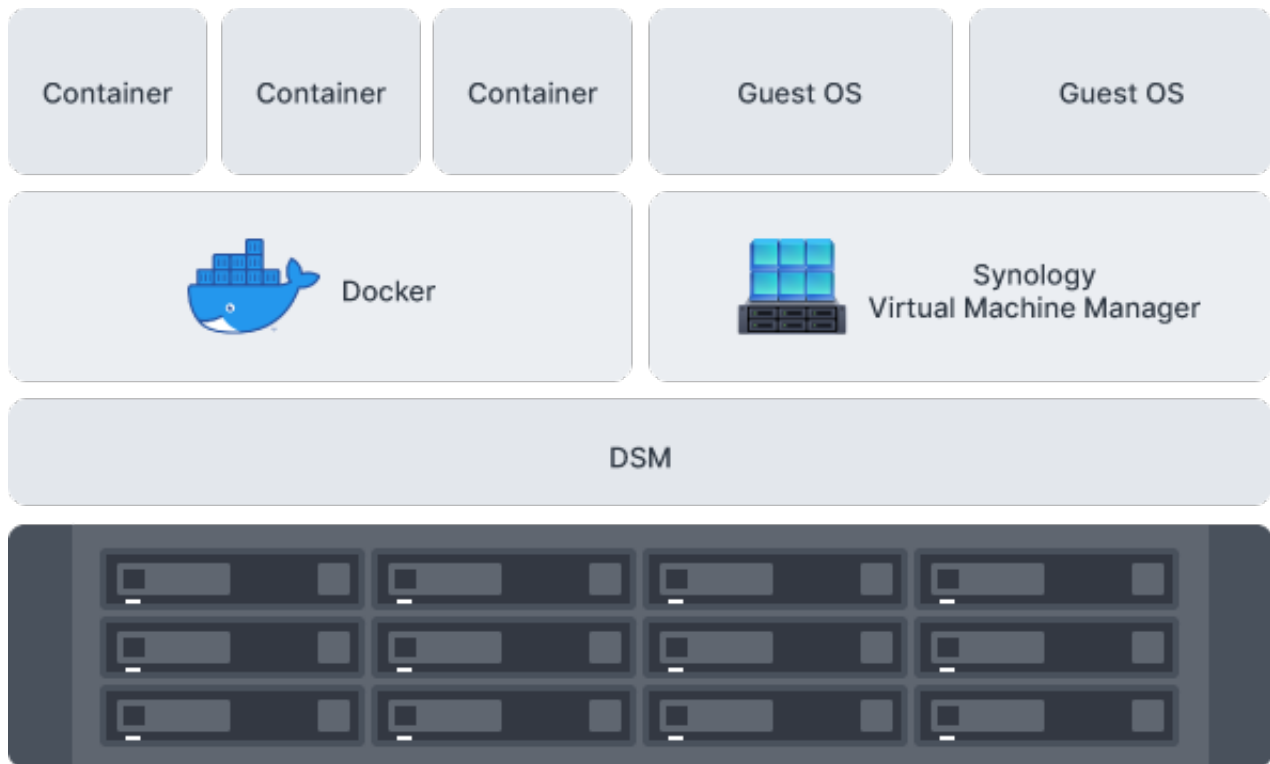 Container
Container
Container
Guest OS
Guest OS
Docker
Synology
Virtual Machine Manager
DSM